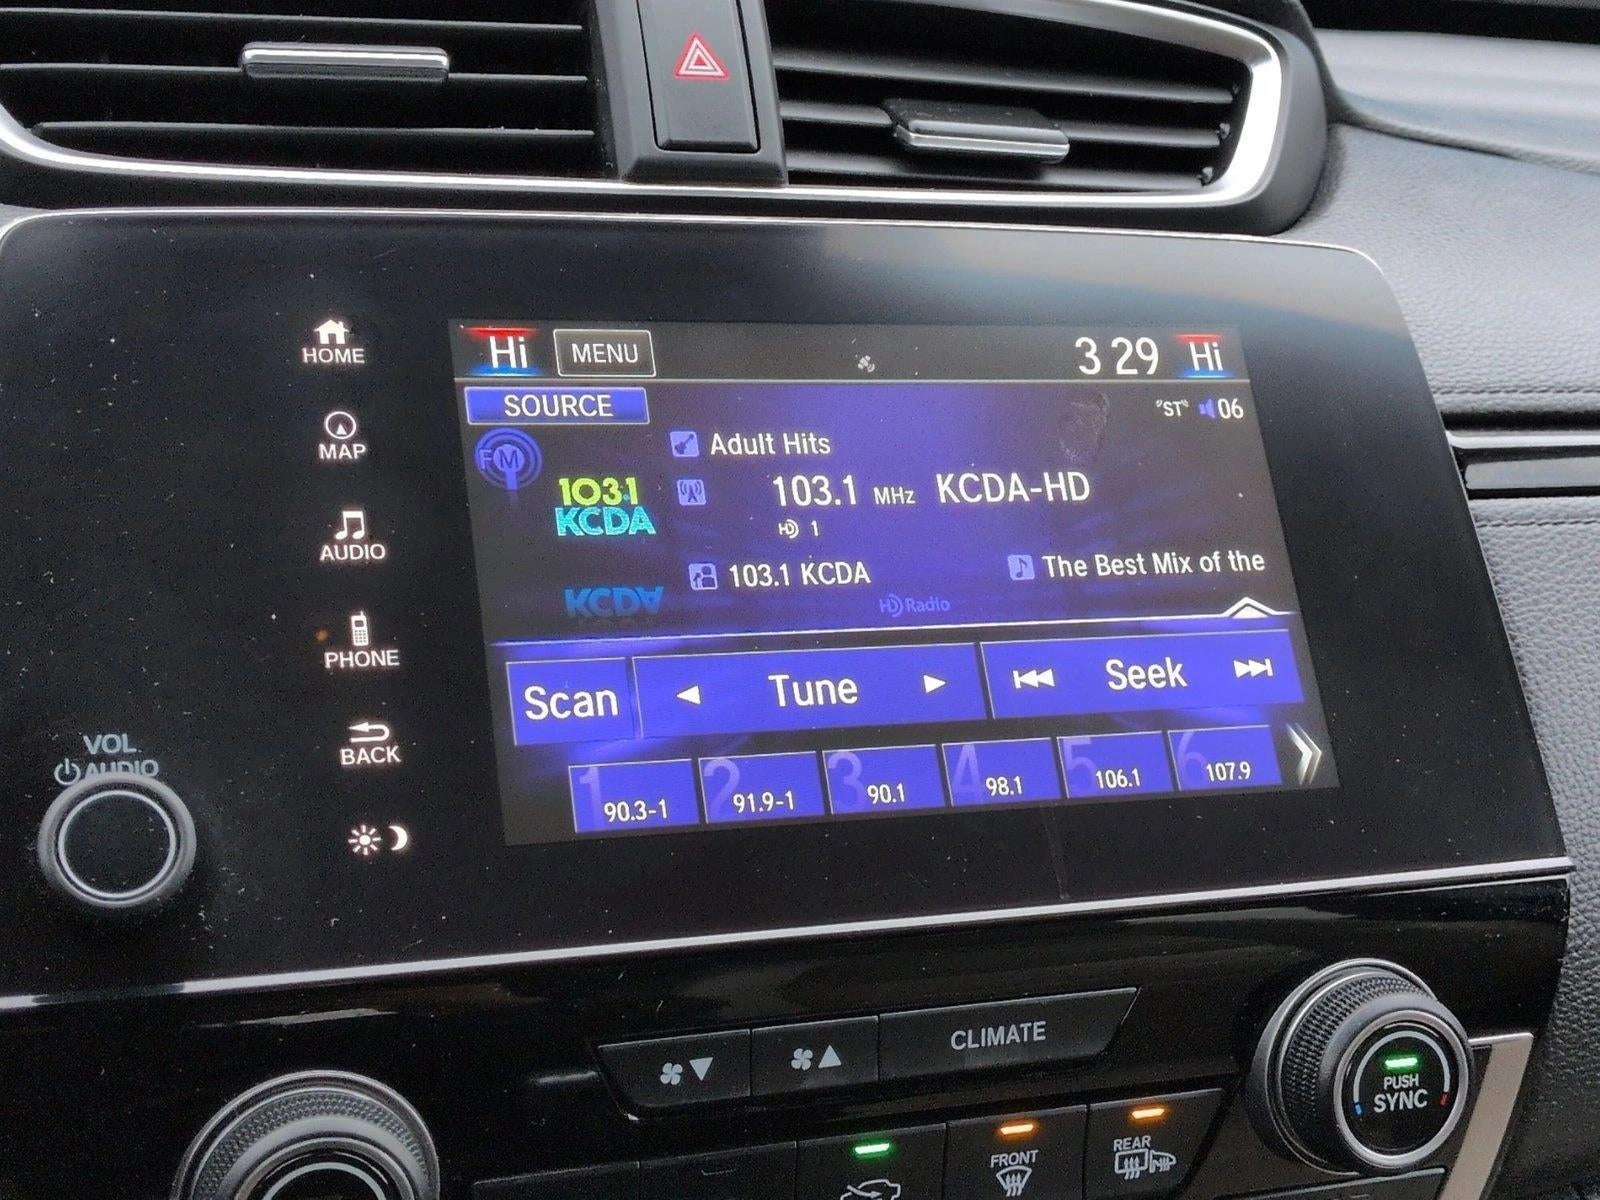 HOME
MAP
AUDIO
PHONE
BACK
VOL
AUDIO
Hi MENU 3 29 Hi
SOURCE "ST" 06
FM
Adult Hits
103.1
KCDA
103.1 MHz KCDA-HD
HD 1
103.1 KCDA The Best Mix of the
HD Radio
Scan Tune Seek
1 90.3-1
2 91.9-1
3 90.1
4 98.1
5 106.1
6 107.9
CLIMATE
PUSH
SYNC
FRONT
REAR